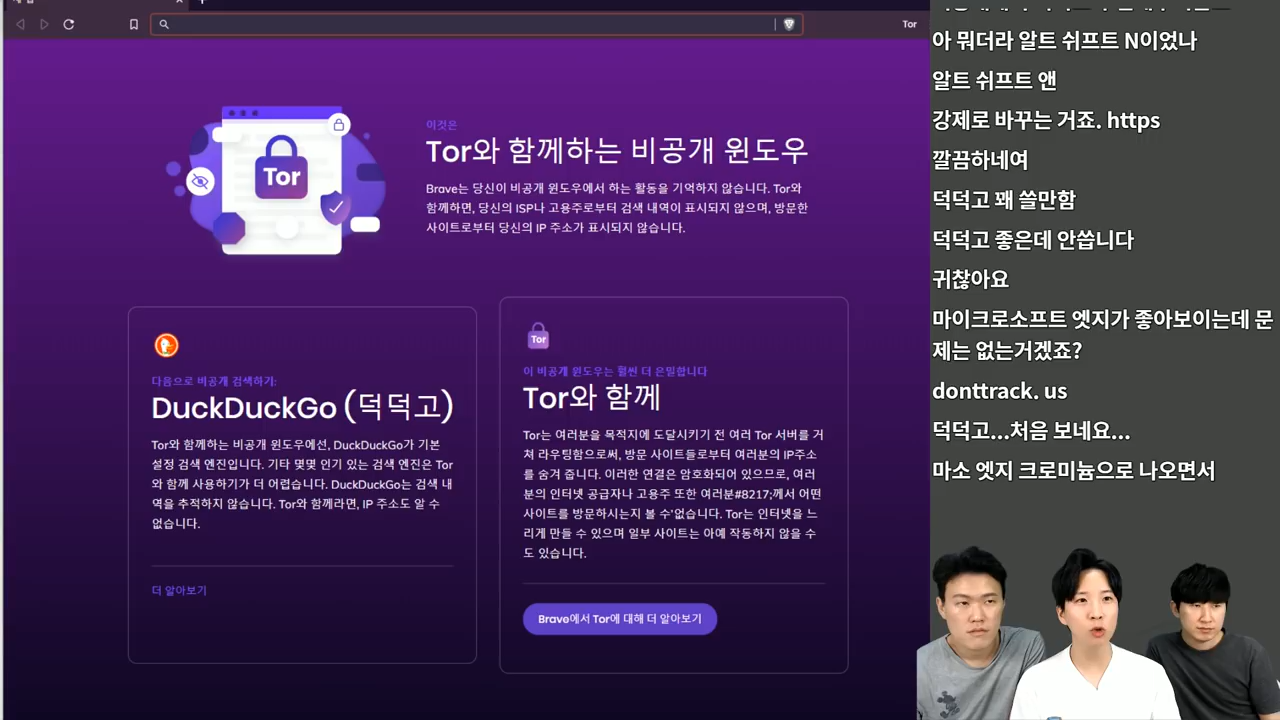 Tor
이것은
Tor와 함께하는 비공개 윈도우
Brave는 당신이 비공개 윈도우에서 하는 활동을 기억하지 않습니다. Tor와
함께하면, 당신의 ISP나 고용주로부터 검색 내역이 표시되지 않으며, 방문한
사이트로부터 당신의 IP 주소가 표시되지 않습니다.
Tor
다음으로 비공개 검색하기:
DuckDuckGo (덕덕고)
Tor와 함께하는 비공개 윈도우에선, DuckDuckGo가 기본
설정 검색 엔진입니다. 기타 몇몇 인기 있는 검색 엔진은 Tor
와 함께 사용하기가 더 어렵습니다. DuckDuckGo는 검색 내
역을 추적하지 않습니다. Tor와 함께라면, IP 주소도 알 수
없습니다.
더 알아보기
Tor
이 비공개 윈도우는 훨씬 더 은밀합니다
Tor와 함께
Tor는 여러분을 목적지에 도달시키기 전 여러 Tor 서버를 거
쳐 라우팅함으로써, 방문 사이트들로부터 여러분의 IP주소
를 숨겨 줍니다. 이러한 연결은 암호화되어 있으므로, 여러
분의 인터넷 공급자나 고용주 또한 여러분#8217;께서 어떤
사이트를 방문하시는지 볼 수 없습니다. Tor는 인터넷을 느
리게 만들 수 있으며 일부 사이트는 아예 작동하지 않을 수
도 있습니다.
Brave에서 Tor에 대해 더 알아보기
아 뭐더라 알트 쉬프트 N이었나
알트 쉬프트 앤
강제로 바꾸는 거죠. https
깔끔하네여
덕덕고 꽤 쓸만함
덕덕고 좋은데 안씁니다
귀찮아요
마이크로소프트 엣지가 좋아보이는데 문
제는 없는거겠죠?
donttrack. us
덕덕고...처음 보네요...
마소 엣지 크로미늄으로 나오면서